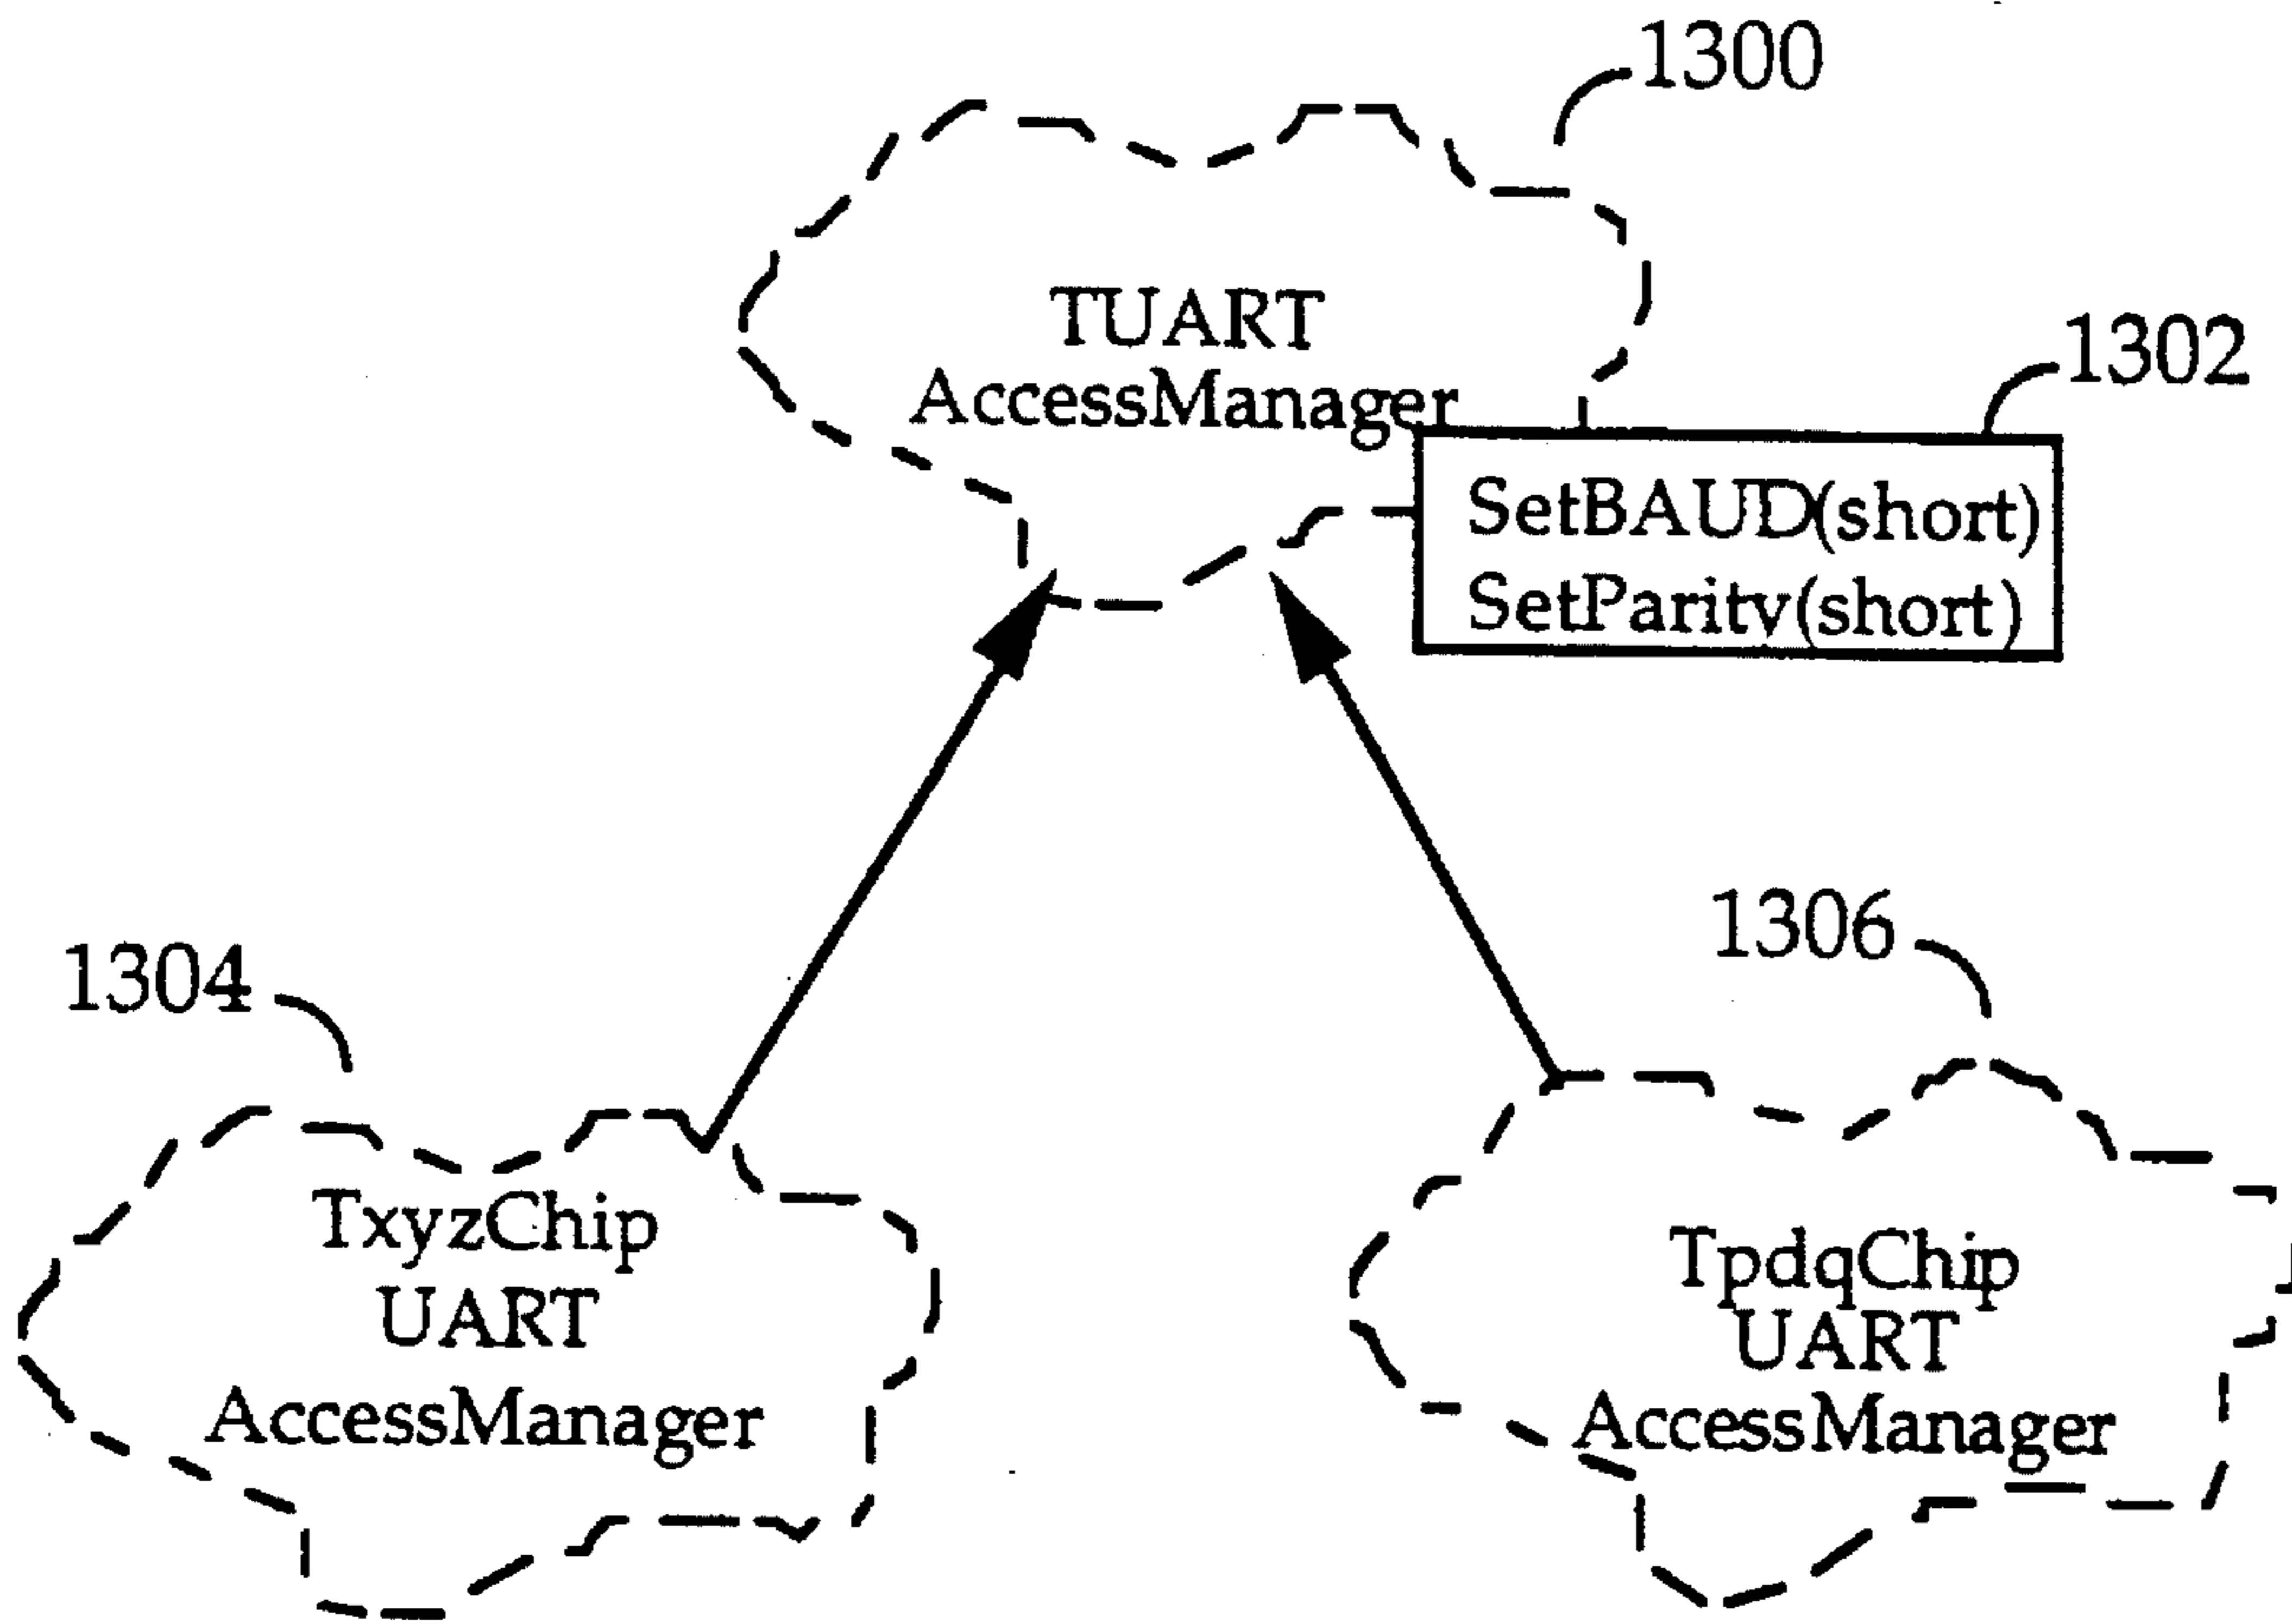 1300
TUART
AccessManager
1302
SetBAUD(short)
SetParity(short)
1304
1306
TxyzChip
UART
AccessManager
TpdqChip
UART
AccessManager